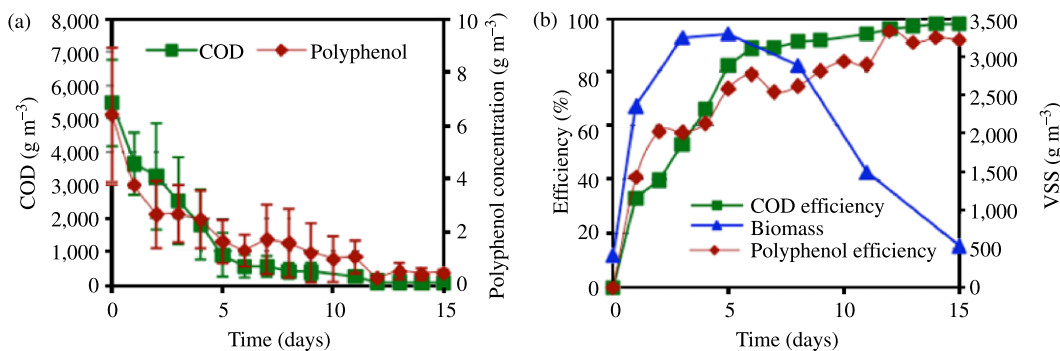 (a)
8,000
7,000
6,000
5,000
4,000
3,000
2,000
1,000
0
COD (g m⁻³)
COD
Polyphenol
10
8
6
4
2
0
Polyphenol concentration (g m⁻³)
0
5
10
15
Time (days)
(b)
100
80
60
40
20
0
Efficiency (%)
COD efficiency
Biomass
Polyphenol efficiency
3,500
3,000
2,500
2,000
1,500
1,000
500
0
VSS (g m⁻³)
0
5
10
15
Time (days)